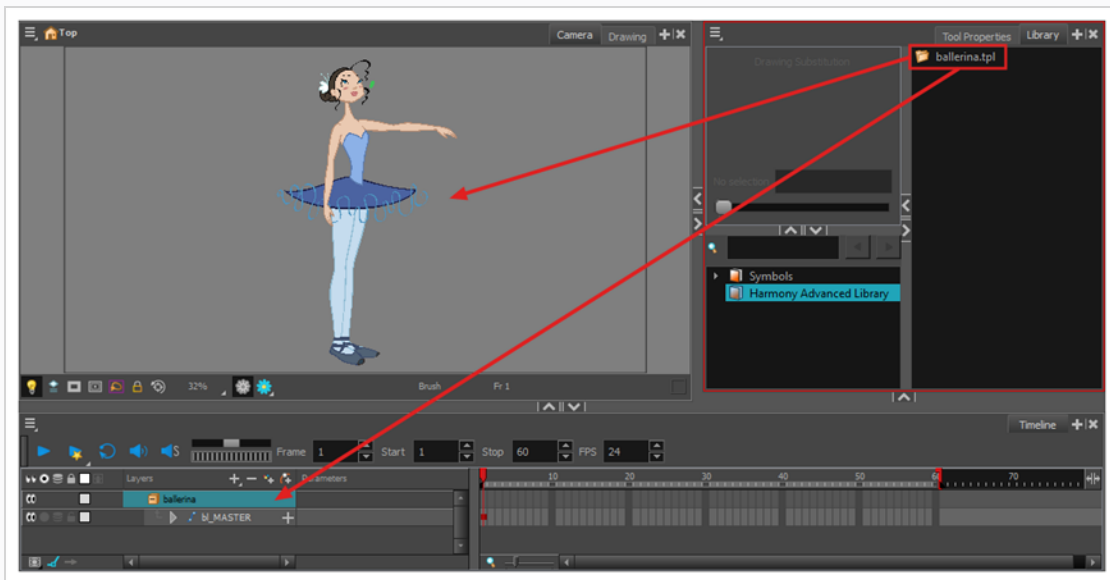 Top
Camera
Drawing
Tool Properties
Library
Drawing Substitution
ballerina.tpl
No selection
Symbols
Harmony Advanced Library
32%
Brush
Fr 1
Timeline
S
Frame 1
Start 1
Stop 60
FPS 24
Layers
Parameters
10 20 30 40 50 60 70
ballerina
bl_MASTER